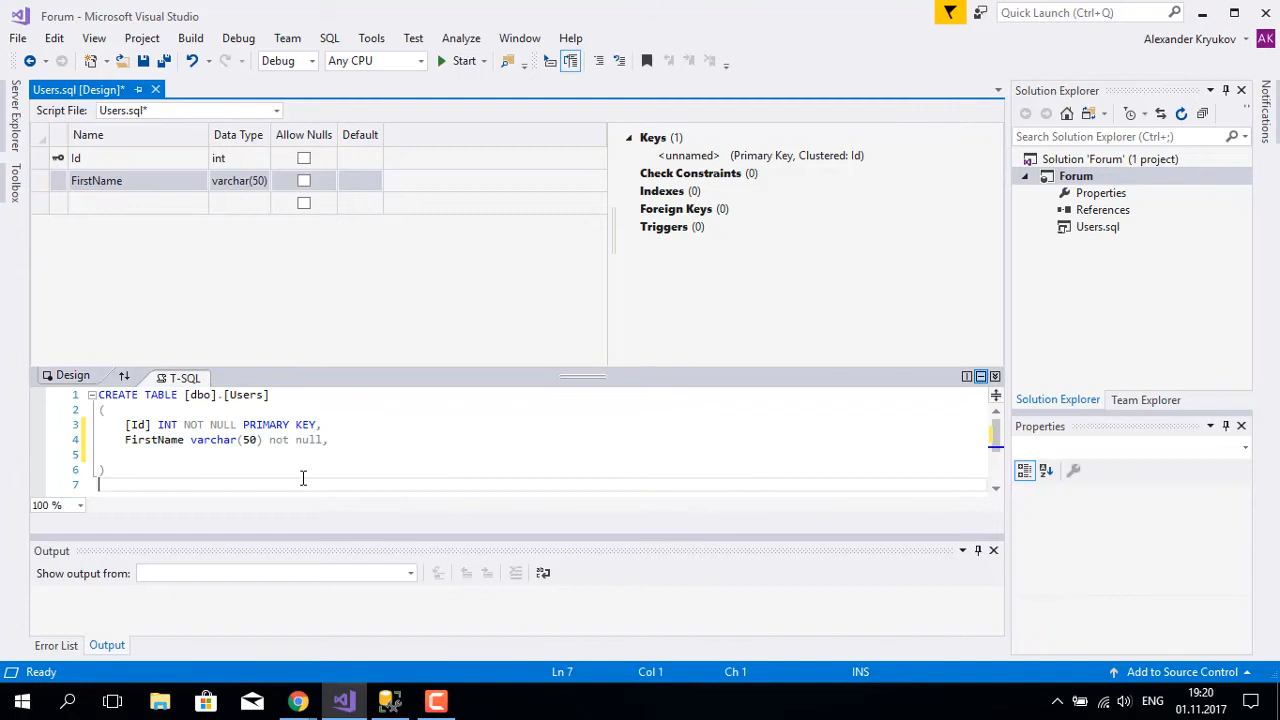 Forum - Microsoft Visual Studio
Quick Launch (Ctrl+Q)
File Edit View Project Build Debug Team SQL Tools Test Analyze Window Help
Alexander Kryukov AK
Debug Any CPU Start
Server Explorer
Toolbox
Notifications
Users.sql [Design]*
Script File: Users.sql*
Name Data Type Allow Nulls Default
Id int
FirstName varchar(50)
Keys (1)
<unnamed> (Primary Key, Clustered: Id)
Check Constraints (0)
Indexes (0)
Foreign Keys (0)
Triggers (0)
Solution Explorer
Search Solution Explorer (Ctrl+;)
Solution 'Forum' (1 project)
Forum
Properties
References
Users.sql
Solution Explorer Team Explorer
Properties
Design T-SQL
1 CREATE TABLE [dbo].[Users]
2 (
3 [Id] INT NOT NULL PRIMARY KEY,
4 FirstName varchar(50) not null,
5
6 )
7
100 %
Output
Show output from:
Error List Output
Ready Ln 7 Col 1 Ch 1 INS Add to Source Control
ENG 19:20
01.11.2017